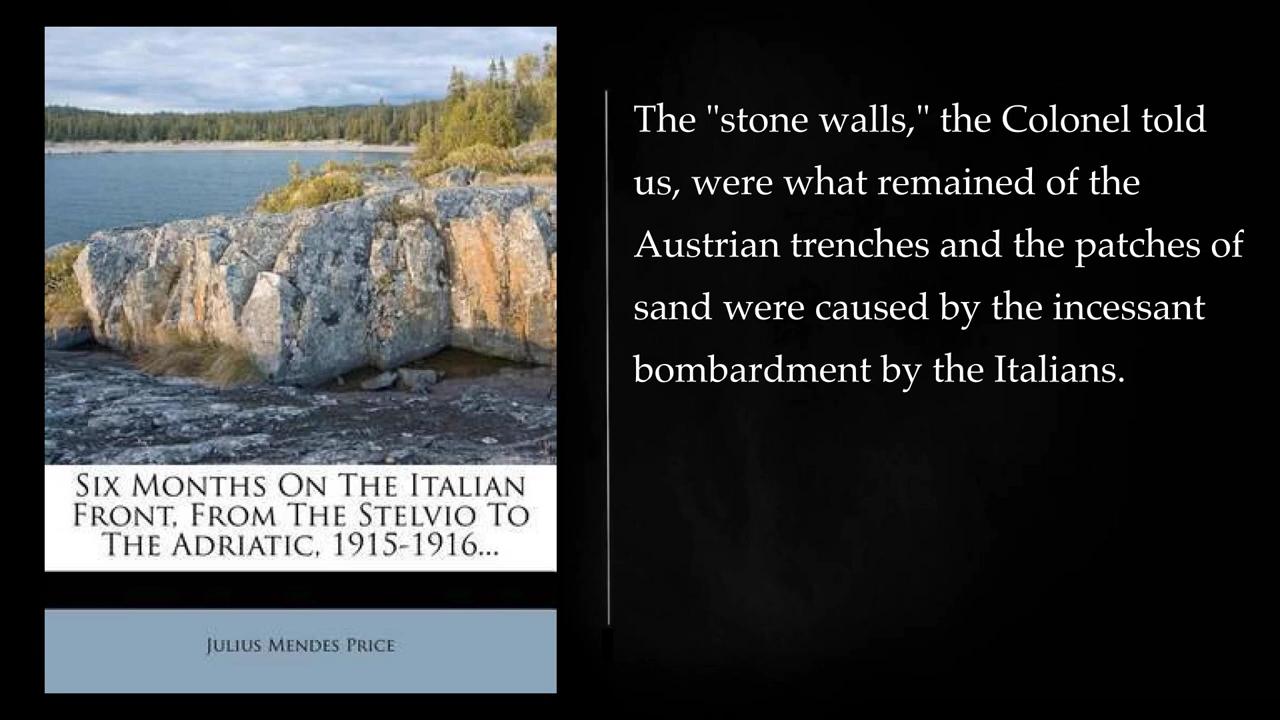 SIX MONTHS ON THE ITALIAN
FRONT, FROM THE STELVIO TO
THE ADRIATIC, 1915-1916...
JULIUS MENDES PRICE
The "stone walls," the Colonel told
us, were what remained of the
Austrian trenches and the patches of
sand were caused by the incessant
bombardment by the Italians.